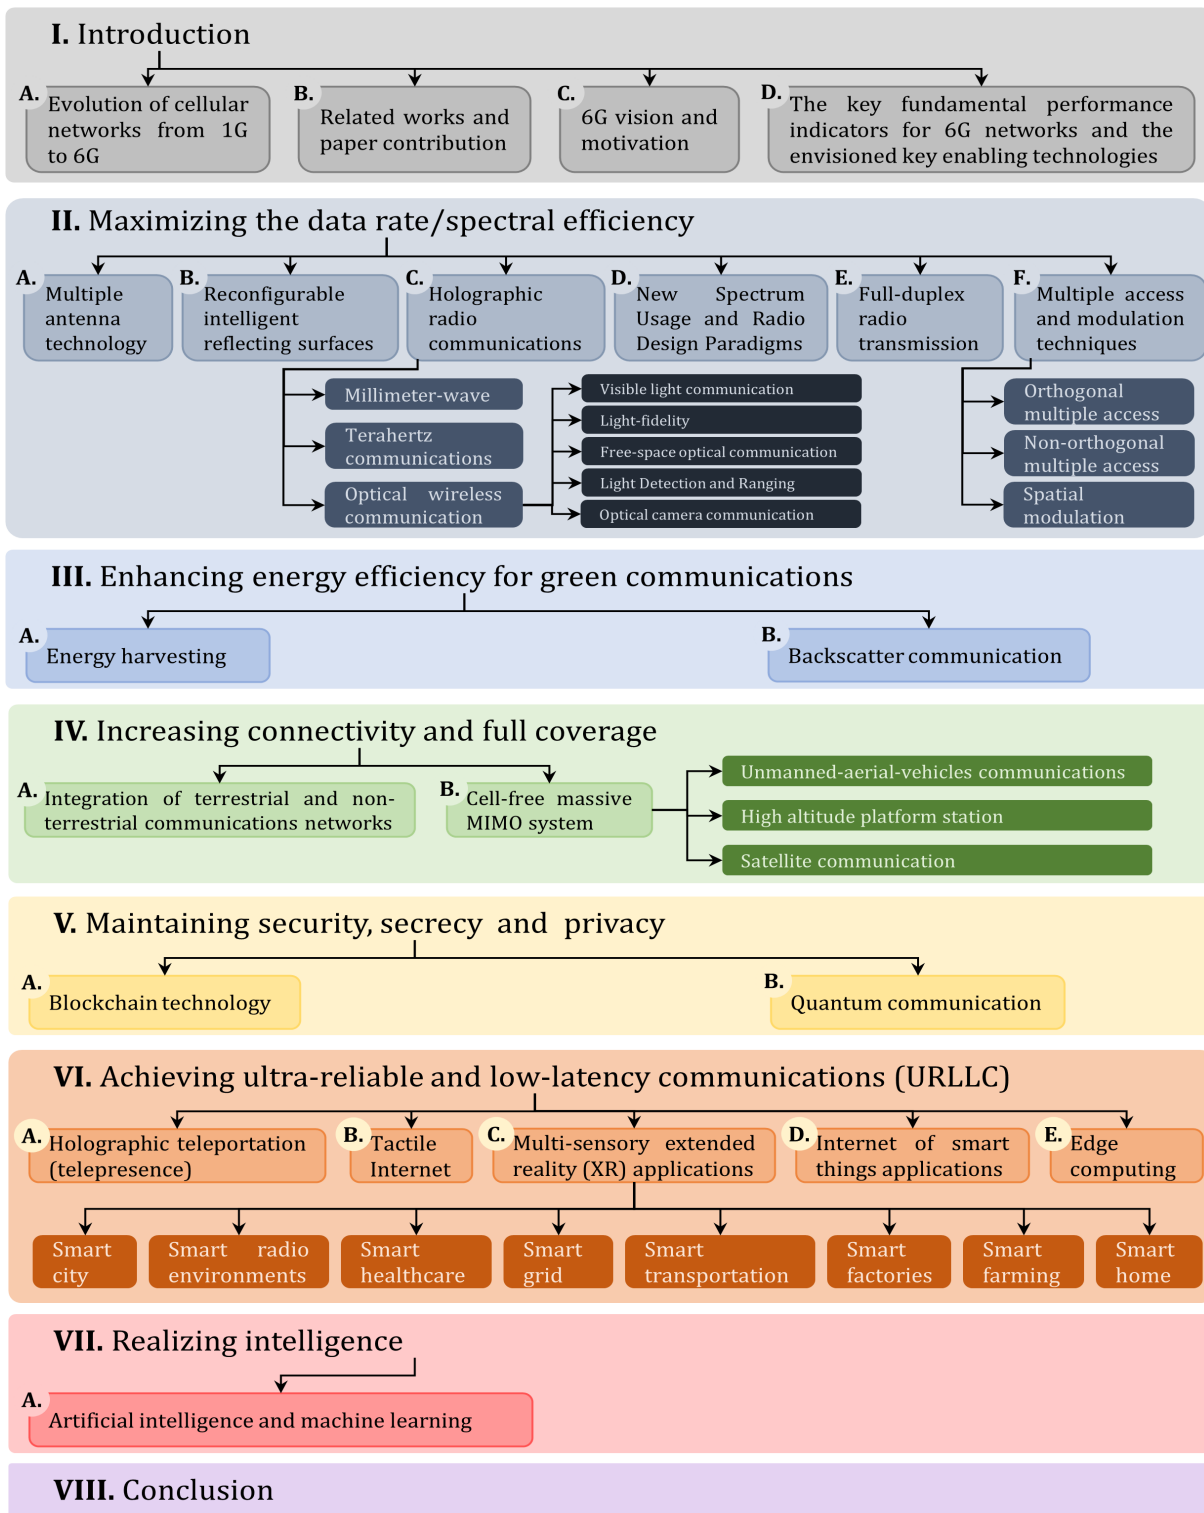 I. Introduction
A.
Evolution of cellular
networks from 1G
to 6G
B.
Related works and
paper contribution
C.
6G vision and
motivation
D.
The key fundamental performance
indicators for 6G networks and the
envisioned key enabling technologies
II. Maximizing the data rate/spectral efficiency
A.
Multiple
antenna
technology
B.
Reconfigurable
intelligent
reflecting surfaces
C.
Holographic
radio
communications
D.
New Spectrum
Usage and Radio
Design Paradigms
E.
Full-duplex
radio
transmission
F.
Multiple access
and modulation
techniques
Millimeter-wave
Terahertz
communications
Optical wireless
communication
Visible light communication
Light-fidelity
Free-space optical communication
Light Detection and Ranging
Optical camera communication
Orthogonal
multiple access
Non-orthogonal
multiple access
Spatial
modulation
III. Enhancing energy efficiency for green communications
A.
Energy harvesting
B.
Backscatter communication
IV. Increasing connectivity and full coverage
A.
Integration of terrestrial and non-
terrestrial communications networks
B.
Cell-free massive
MIMO system
Unmanned-aerial-vehicles communications
High altitude platform station
Satellite communication
V. Maintaining security, secrecy and privacy
A.
Blockchain technology
B.
Quantum communication
VI. Achieving ultra-reliable and low-latency communications (URLLC)
A.
Holographic teleportation
(telepresence)
B.
Tactile
Internet
C.
Multi-sensory extended
reality (XR) applications
D.
Internet of smart
things applications
E.
Edge
computing
Smart
city
Smart radio
environments
Smart
healthcare
Smart
grid
Smart
transportation
Smart
factories
Smart
farming
Smart
home
VII. Realizing intelligence
A.
Artificial intelligence and machine learning
VIII. Conclusion